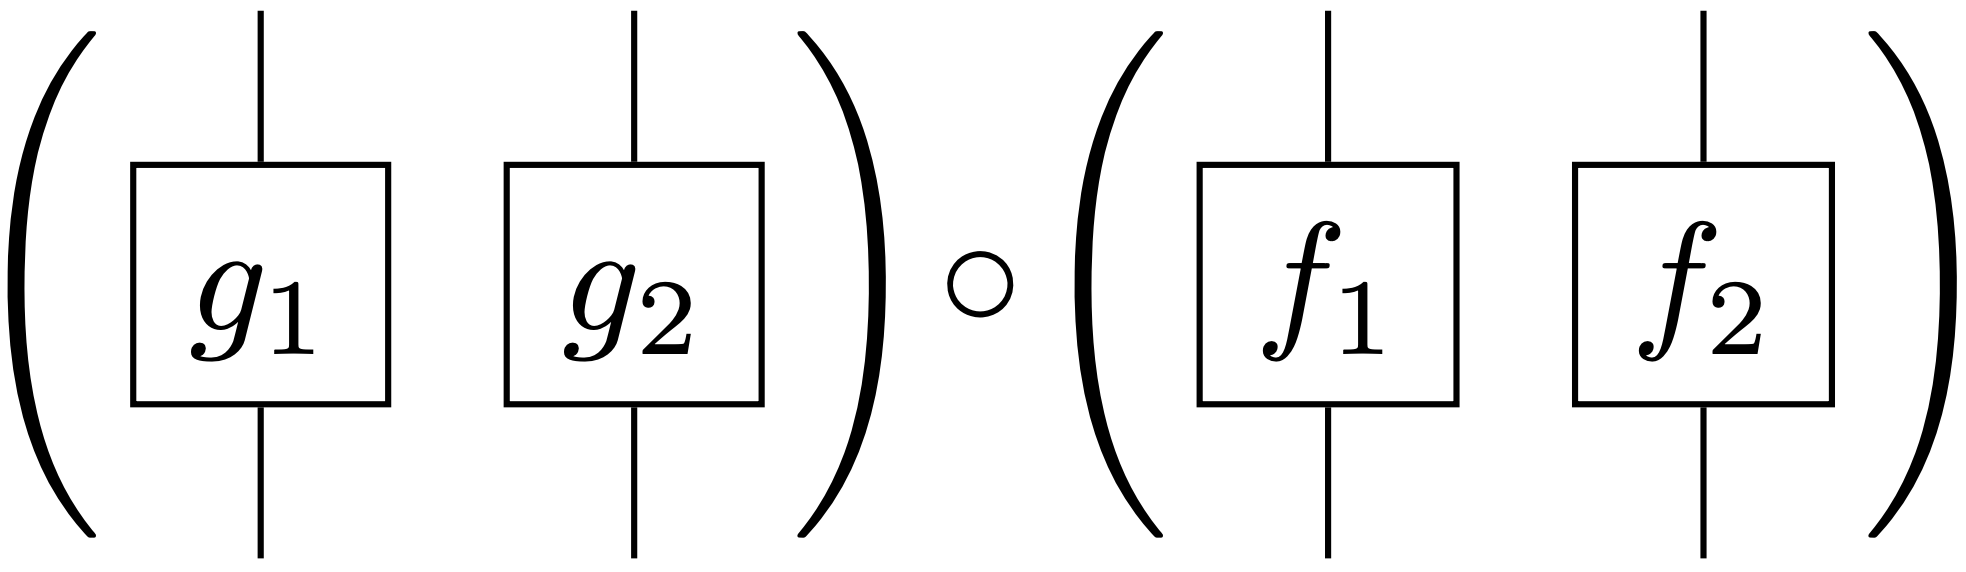 (g₁ g₂) ∘ (f₁ f₂)